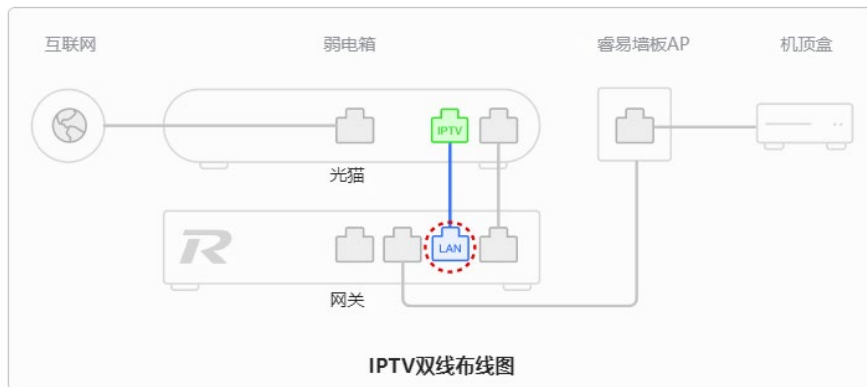 互联网 弱电箱 睿易墙板AP 机顶盒
IPTV
光猫
R LAN
网关
IPTV双线布线图